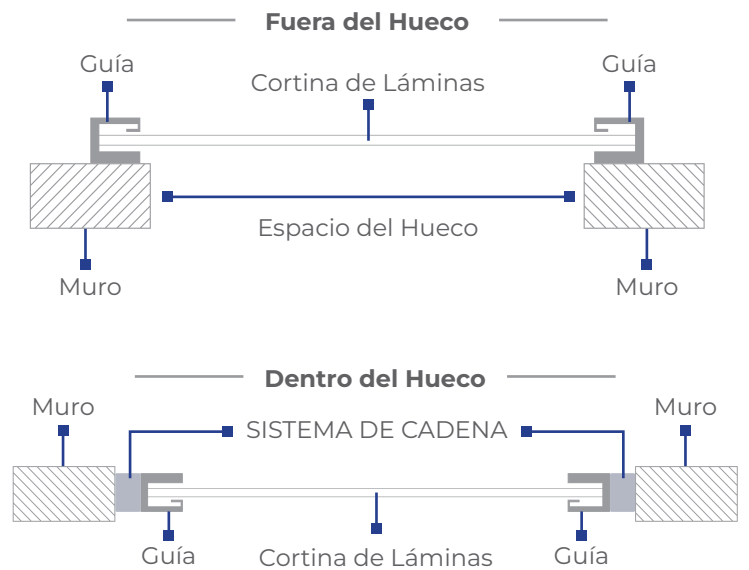 Fuera del Hueco
Guía
Guía
Cortina de Láminas
Espacio del Hueco
Muro
Muro
Dentro del Hueco
Muro
Muro
SISTEMA DE CADENA
Guía
Cortina de Láminas
Guía